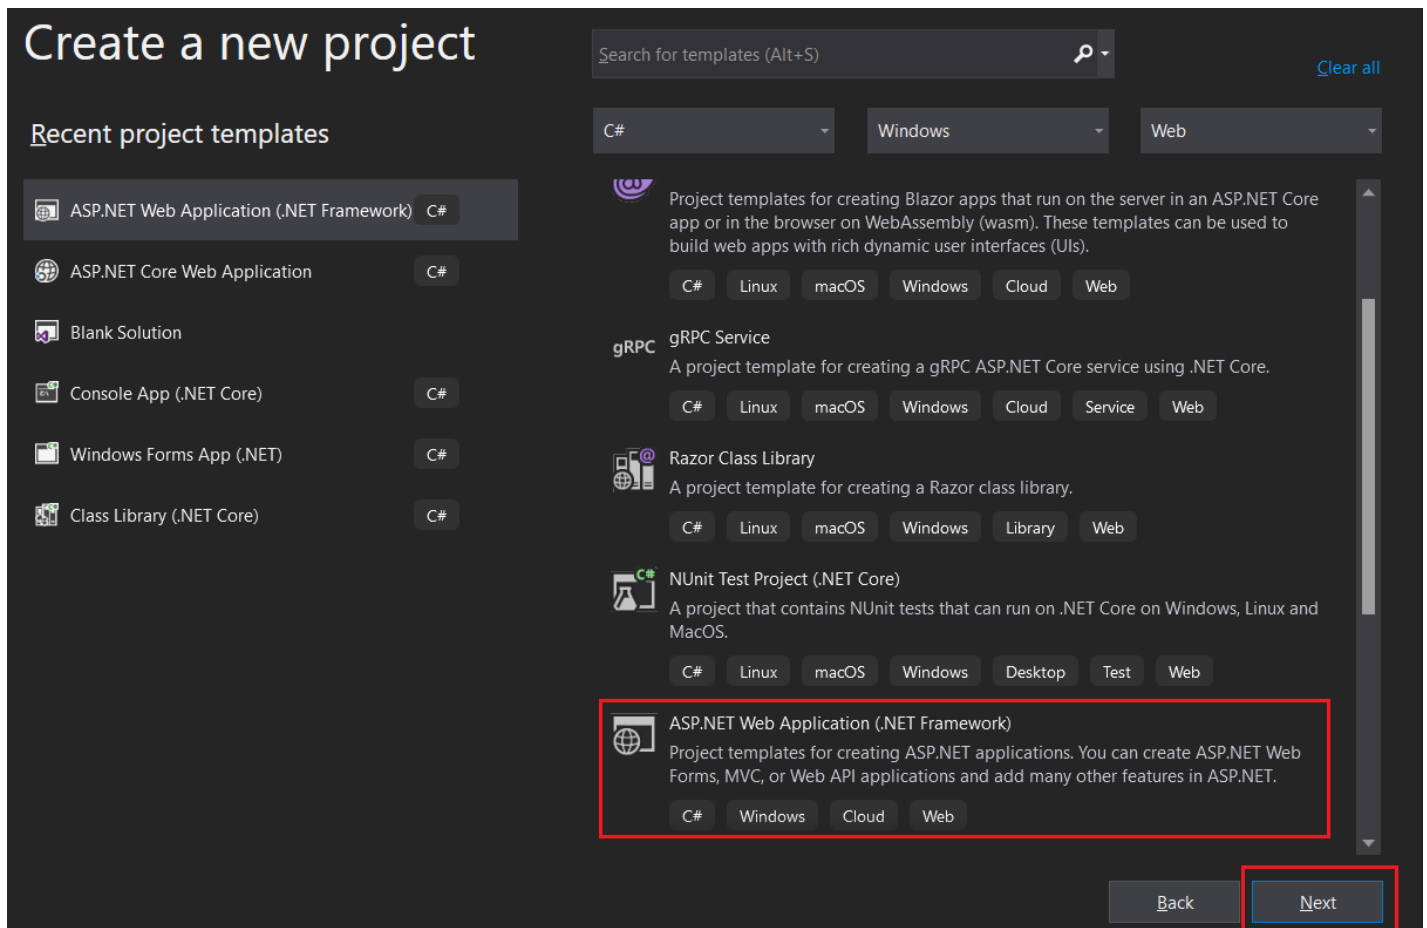 Create a new project
Search for templates (Alt+S)
Clear all
Recent project templates
C#
Windows
Web
ASP.NET Web Application (.NET Framework) C#
ASP.NET Core Web Application C#
Blank Solution
Console App (.NET Core) C#
Windows Forms App (.NET) C#
Class Library (.NET Core) C#
Project templates for creating Blazor apps that run on the server in an ASP.NET Core
app or in the browser on WebAssembly (wasm). These templates can be used to
build web apps with rich dynamic user interfaces (UIs).
C# Linux macOS Windows Cloud Web
gRPC
gRPC Service
A project template for creating a gRPC ASP.NET Core service using .NET Core.
C# Linux macOS Windows Cloud Service Web
Razor Class Library
A project template for creating a Razor class library.
C# Linux macOS Windows Library Web
NUnit Test Project (.NET Core)
A project that contains NUnit tests that can run on .NET Core on Windows, Linux and
MacOS.
C# Linux macOS Windows Desktop Test Web
ASP.NET Web Application (.NET Framework)
Project templates for creating ASP.NET applications. You can create ASP.NET Web
Forms, MVC, or Web API applications and add many other features in ASP.NET.
C# Windows Cloud Web
Back
Next